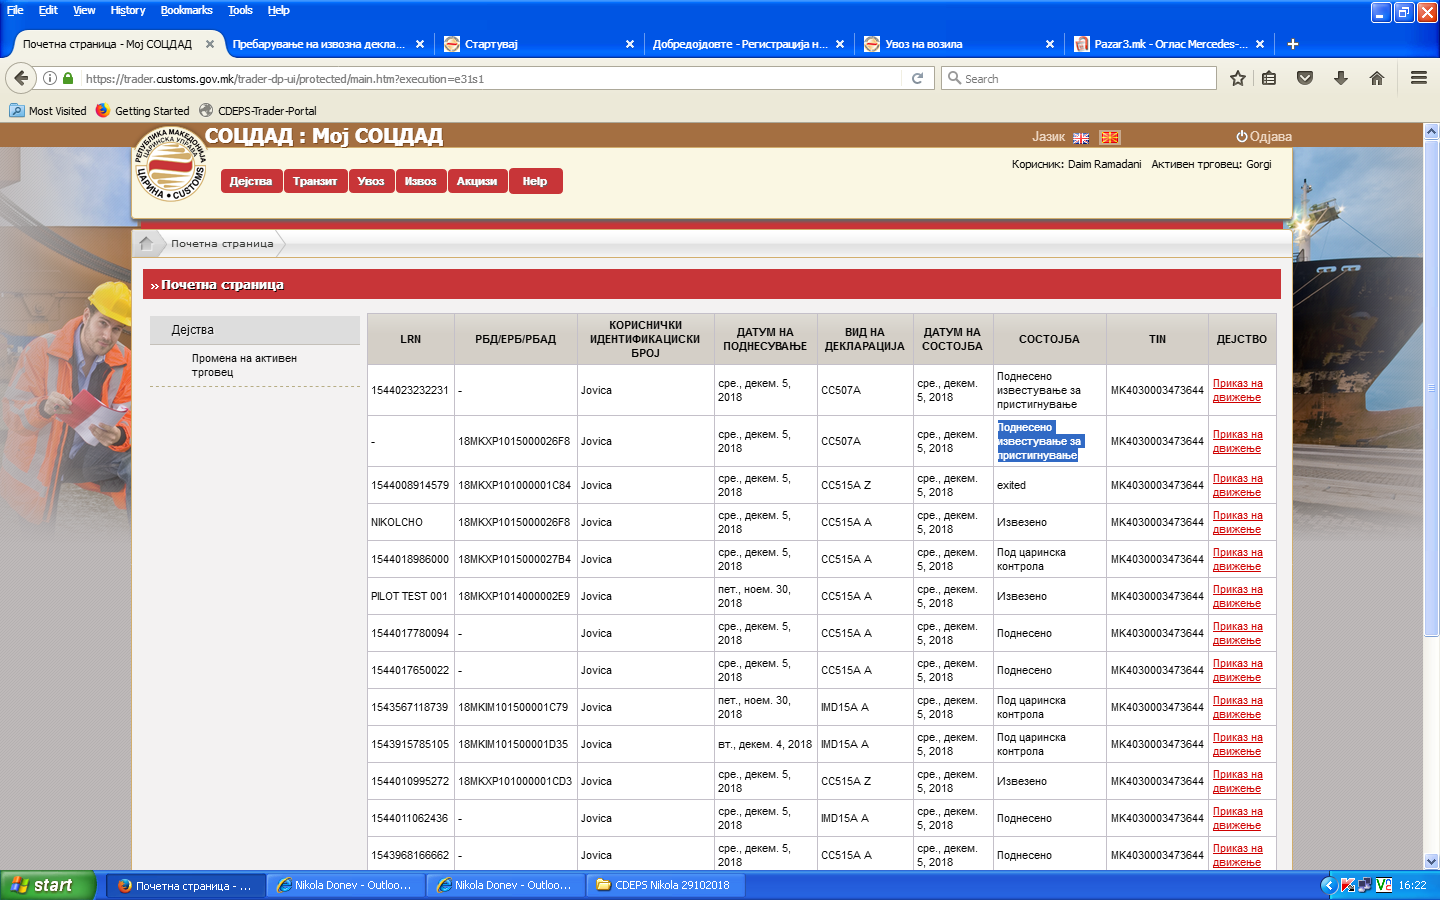 File Edit View History Bookmarks Tools Help
Почетна страница - Мој СОЦДАД
Пребарување на извозна декла...
Стартувај
Добредојдовте - Регистрација н...
Увоз на возила
Pazar3.mk - Оглас Mercedes-...
https://trader.customs.gov.mk/trader-dp-ui/protected/main.htm?execution=e31s1
Search
Most Visited Getting Started CDEPS-Trader-Portal
СОЦДАД : Мој СОЦДАД
Јазик
Одјава
РЕПУБЛИКА МАКЕДОНИЈА
ЦАРИНСКА УПРАВА
ЦАРИНА • CUSTOMS
Корисник: Daim Ramadani Активен трговец: Gorgi
Дејства Транзит Увоз Извоз Акцизи Help
Почетна страница
»Почетна страница
Дејства
Промена на активен
трговец
LRN
РБД/ЕРБ/РБАД
КОРИСНИЧКИ
ИДЕНТИФИКАЦИСКИ
БРОЈ
ДАТУМ НА
ПОДНЕСУВАЊЕ
ВИД НА
ДЕКЛАРАЦИЈА
ДАТУМ НА
СОСТОЈБА
СОСТОЈБА
TIN
ДЕЈСТВО
1544023232231
-
Jovica
сре., декем. 5,
2018
CC507A
сре., декем.
5, 2018
Поднесено
известување за
пристигнување
MK4030003473644
Приказ на
движење
-
18MKXP1015000026F8
Jovica
сре., декем. 5,
2018
CC507A
сре., декем.
5, 2018
Поднесено
известување за
пристигнување
MK4030003473644
Приказ на
движење
1544008914579
18MKXP101000001C84
Jovica
сре., декем. 5,
2018
CC515A Z
сре., декем.
5, 2018
exited
MK4030003473644
Приказ на
движење
NIKOLCHO
18MKXP1015000026F8
Jovica
сре., декем. 5,
2018
CC515A A
сре., декем.
5, 2018
Извезено
MK4030003473644
Приказ на
движење
1544018986000
18MKXP1015000027B4
Jovica
сре., декем. 5,
2018
CC515A A
сре., декем.
5, 2018
Под царинска
контрола
MK4030003473644
Приказ на
движење
PILOT TEST 001
18MKXP1014000002E9
Jovica
пет., ноем. 30,
2018
CC515A A
сре., декем.
5, 2018
Извезено
MK4030003473644
Приказ на
движење
1544017780094
-
Jovica
сре., декем. 5,
2018
CC515A A
сре., декем.
5, 2018
Поднесено
MK4030003473644
Приказ на
движење
1544017650022
-
Jovica
сре., декем. 5,
2018
CC515A A
сре., декем.
5, 2018
Поднесено
MK4030003473644
Приказ на
движење
1543567118739
18MKIM101500001C79
Jovica
пет., ноем. 30,
2018
IMD15A A
сре., декем.
5, 2018
Под царинска
контрола
MK4030003473644
Приказ на
движење
1543915785105
18MKIM101500001D35
Jovica
вт., декем. 4, 2018
IMD15A A
сре., декем.
5, 2018
Под царинска
контрола
MK4030003473644
Приказ на
движење
1544010995272
18MKXP101000001CD3
Jovica
сре., декем. 5,
2018
CC515A Z
сре., декем.
5, 2018
Извезено
MK4030003473644
Приказ на
движење
1544011062436
-
Jovica
сре., декем. 5,
2018
IMD15A A
сре., декем.
5, 2018
Поднесено
MK4030003473644
Приказ на
движење
1543968166662
-
Jovica
сре., декем. 5,
2018
CC515A A
сре., декем.
5, 2018
Поднесено
MK4030003473644
Приказ на
движење
start
Почетна страница - ...
Nikola Donev - Outloo...
Nikola Donev - Outloo...
CDEPS Nikola 29102018
16:22